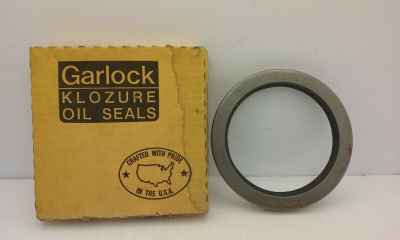 Garlock
KLOZURE
OIL SEALS
CRAFTED WITH PRIDE
IN THE U.S.A.